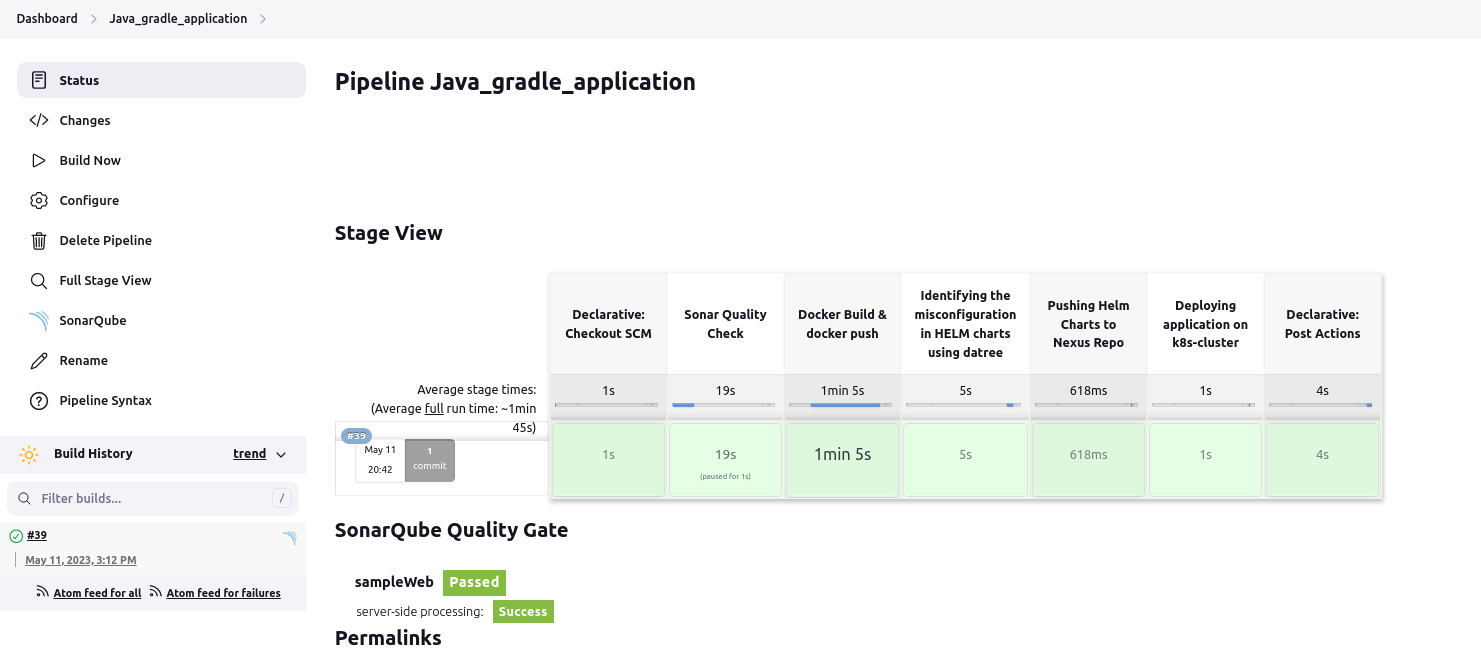 Dashboard
Java_gradle_application
Status
Changes
Build Now
Configure
Delete Pipeline
Full Stage View
SonarQube
Rename
Pipeline Syntax
Build History
trend
Filter builds...
/
#39
May 11, 2023, 3:12 PM
Atom feed for all
Atom feed for failures
Pipeline Java_gradle_application
Stage View
Declarative:
Checkout SCM
Sonar Quality
Check
Docker Build &
docker push
Identifying the
misconfiguration
in HELM charts
using datree
Pushing Helm
Charts to
Nexus Repo
Deploying
application on
k8s-cluster
Declarative:
Post Actions
Average stage times:
(Average full run time: ~1min
45s)
1s
19s
1min 5s
5s
618ms
1s
4s
#39
May 11
20:42
1
commit
1s
19s
(paused for 1s)
1min 5s
5s
618ms
1s
4s
SonarQube Quality Gate
sampleWeb Passed
server-side processing: Success
Permalinks